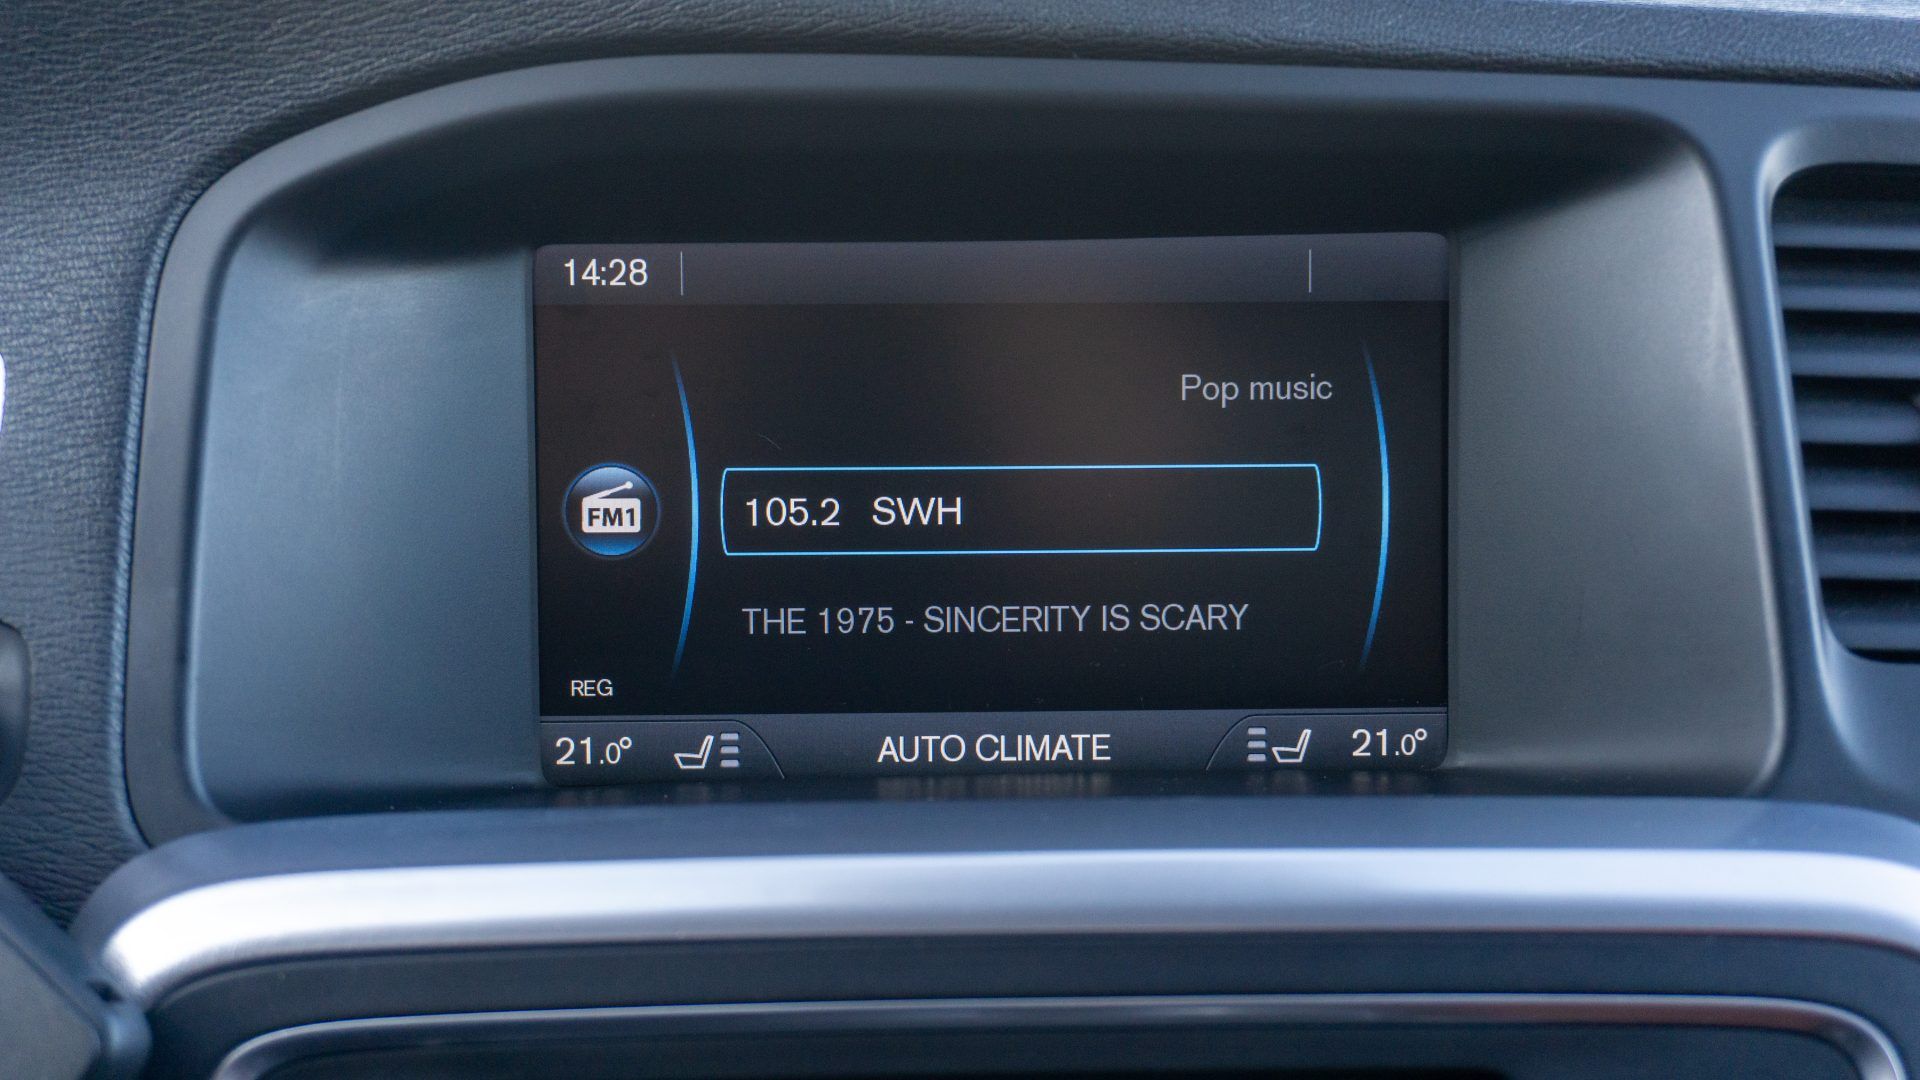 14:28
Pop music
FM1
105.2 SWH
THE 1975 - SINCERITY IS SCARY
REG
21.0° AUTO CLIMATE 21.0°